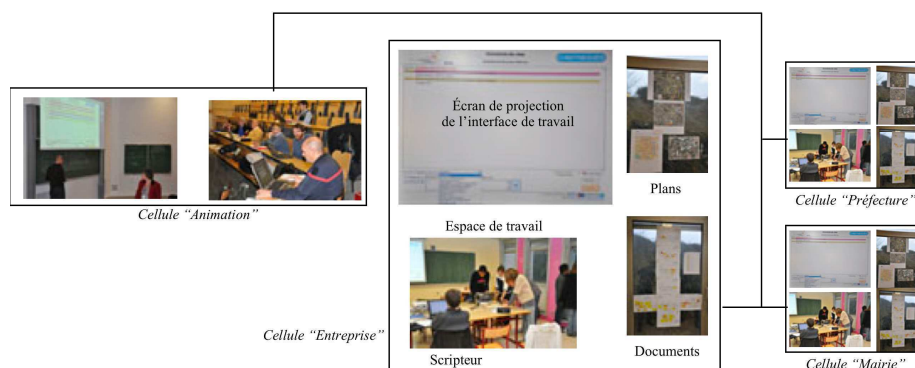 Écran de projection
de l’interface de travail
Plans
Cellule “Animation”
Espace de travail
Cellule “Préfecture”
Cellule “Entreprise”
Scripteur
Documents
Cellule “Mairie”